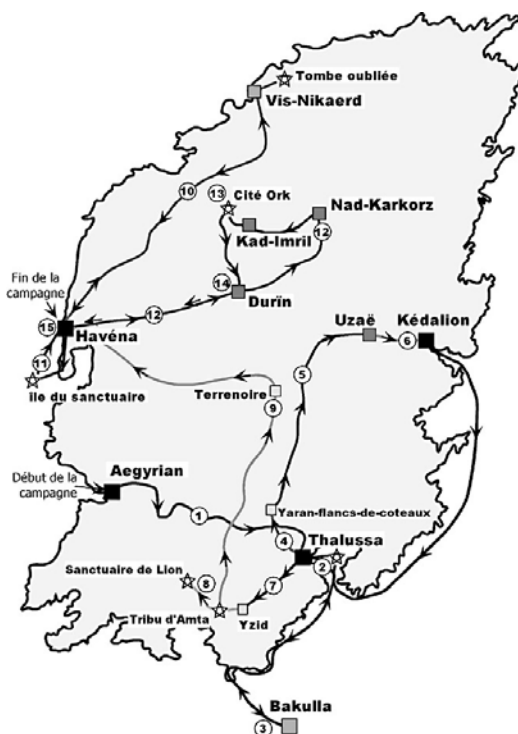 Tombe oubliée
Vis-Nikaerd
10
13
Cité Ork
Nad-Karkorz
Kad-Imril
12
14
Durïn
Fin de la
campagne
15
12
Havéna
11
île du sanctuaire
Uzaë
Kédalion
6
5
Terrenoire
9
Aegyrian
Début de la
campagne
1
Yaran-flancs-de-coteaux
4
Thalussa
2
Sanctuaire de Lion
8
7
Tribu d'Amta
Yzid
Bakulla
3